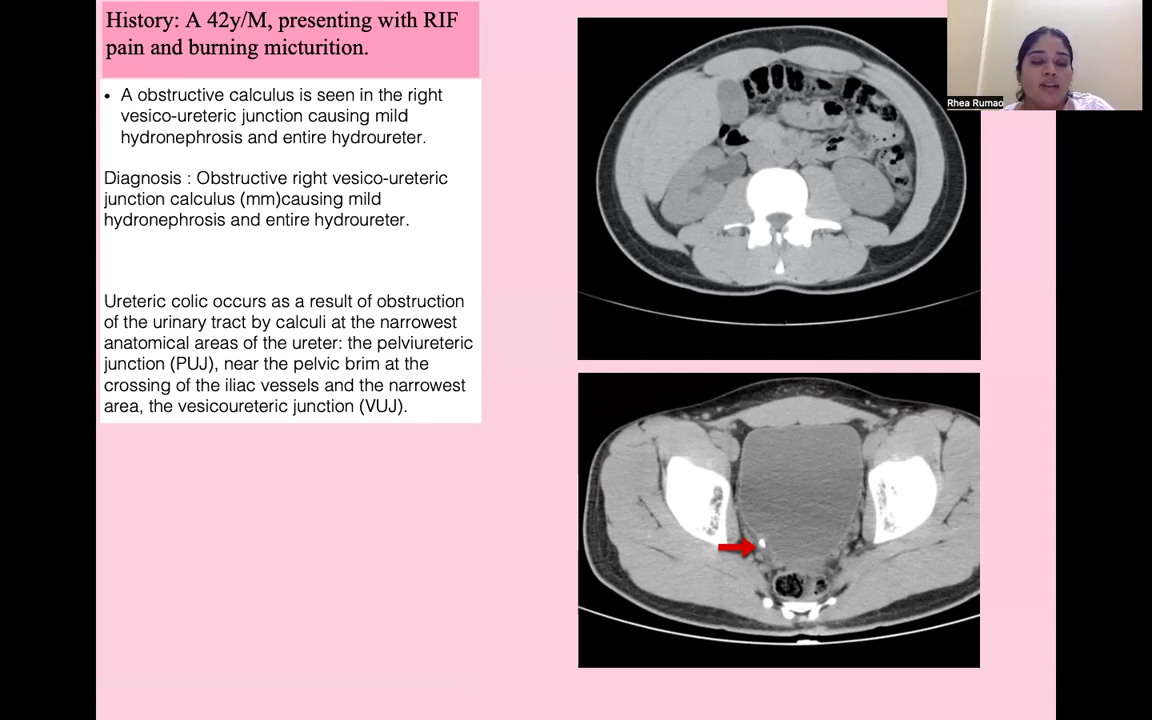 History: A 42y/M, presenting with RIF
pain and burning micturition.
• A obstructive calculus is seen in the right
vesico-ureteric junction causing mild
hydronephrosis and entire hydroureter.
Diagnosis : Obstructive right vesico-ureteric
junction calculus (mm)causing mild
hydronephrosis and entire hydroureter.
Ureteric colic occurs as a result of obstruction
of the urinary tract by calculi at the narrowest
anatomical areas of the ureter: the pelviureteric
junction (PUJ), near the pelvic brim at the
crossing of the iliac vessels and the narrowest
area, the vesicoureteric junction (VUJ).
Rhea Rumao